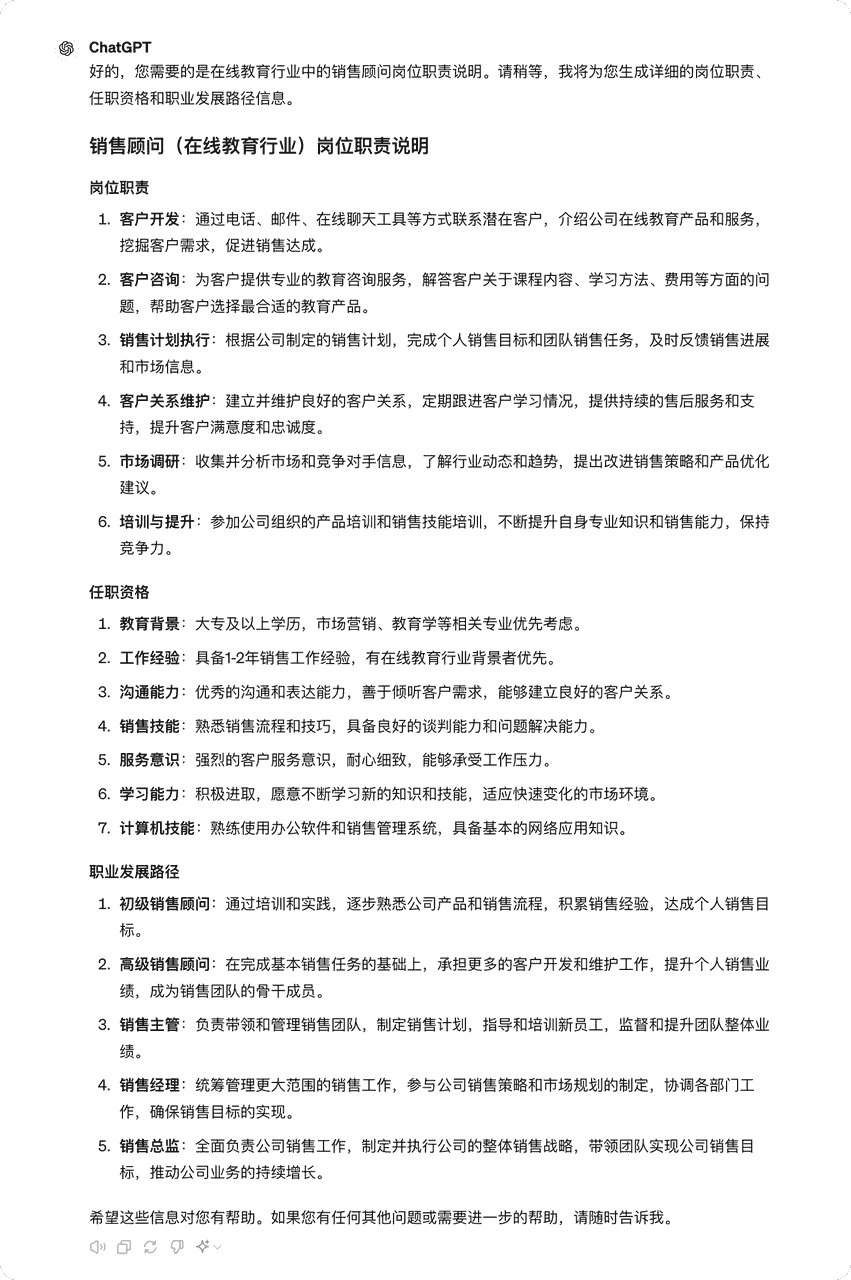 ChatGPT
好的，您需要的是在线教育行业中的销售顾问岗位职责说明。请稍等，我将为您生成详细的岗位职责、
任职资格和职业发展路径信息。
销售顾问（在线教育行业）岗位职责说明
岗位职责
1. 客户开发：通过电话、邮件、在线聊天工具等方式联系潜在客户，介绍公司在线教育产品和服务，
挖掘客户需求，促进销售达成。
2. 客户咨询：为客户提供专业的教育咨询服务，解答客户关于课程内容、学习方法、费用等方面的问
题，帮助客户选择最合适的教育产品。
3. 销售计划执行：根据公司制定的销售计划，完成个人销售目标和团队销售任务，及时反馈销售进展
和市场信息。
4. 客户关系维护：建立并维护良好的客户关系，定期跟进客户学习情况，提供持续的售后服务和支
持，提升客户满意度和忠诚度。
5. 市场调研：收集并分析市场和竞争对手信息，了解行业动态和趋势，提出改进销售策略和产品优化
建议。
6. 培训与提升：参加公司组织的产品培训和销售技能培训，不断提升自身专业知识和销售能力，保持
竞争力。
任职资格
1. 教育背景：大专及以上学历，市场营销、教育学等相关专业优先考虑。
2. 工作经验：具备1-2年销售工作经验，有在线教育行业背景者优先。
3. 沟通能力：优秀的沟通和表达能力，善于倾听客户需求，能够建立良好的客户关系。
4. 销售技能：熟悉销售流程和技巧，具备良好的谈判能力和问题解决能力。
5. 服务意识：强烈的客户服务意识，耐心细致，能够承受工作压力。
6. 学习能力：积极进取，愿意不断学习新的知识和技能，适应快速变化的市场环境。
7. 计算机技能：熟练使用办公软件和销售管理系统，具备基本的网络应用知识。
职业发展路径
1. 初级销售顾问：通过培训和实践，逐步熟悉公司产品和销售流程，积累销售经验，达成个人销售目
标。
2. 高级销售顾问：在完成基本销售任务的基础上，承担更多的客户开发和维护工作，提升个人销售业
绩，成为销售团队的骨干成员。
3. 销售主管：负责带领和管理销售团队，制定销售计划，指导和培训新员工，监督和提升团队整体业
绩。
4. 销售经理：统筹管理更大范围的销售工作，参与公司销售策略和市场规划的制定，协调各部门工
作，确保销售目标的实现。
5. 销售总监：全面负责公司销售工作，制定并执行公司的整体销售战略，带领团队实现公司销售目
标，推动公司业务的持续增长。
希望这些信息对您有帮助。如果您有任何其他问题或需要进一步的帮助，请随时告诉我。